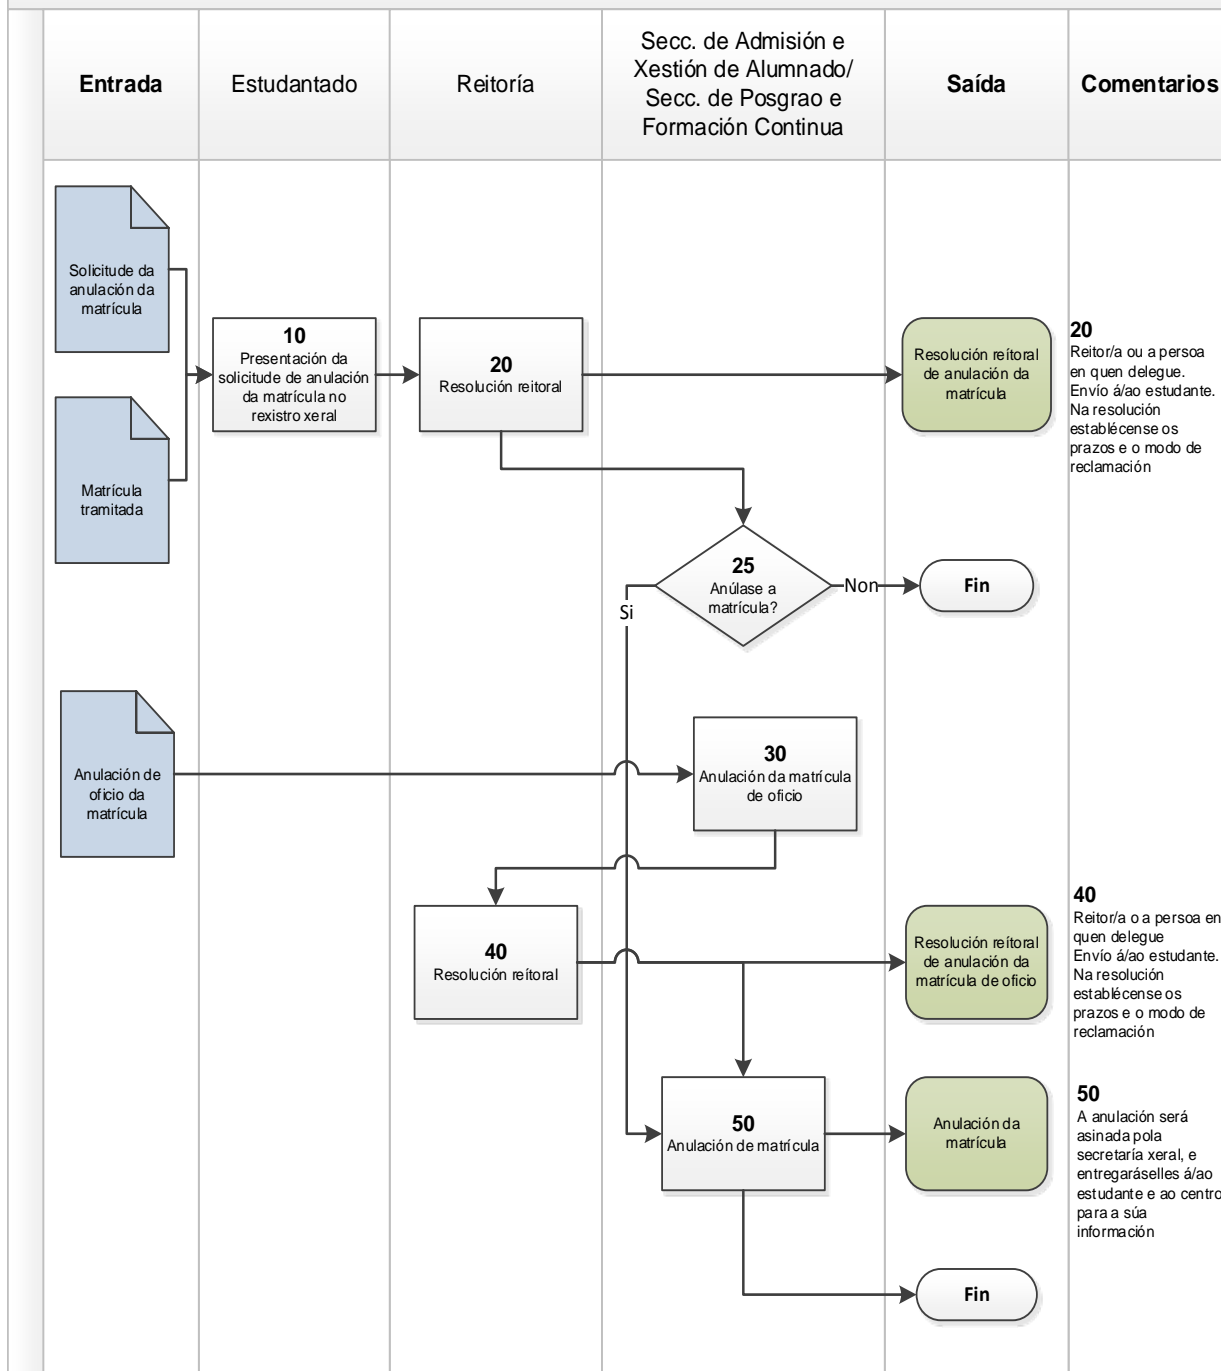 Entrada
Estudantado
Reitoría
Secc. de Admisión e
Xestión de Alumnado/
Secc. de Posgrao e
Formación Continua
Saída
Comentarios
Solicitude da
anulación da
matrícula
Matrícula
tramitada
10
Presentación da
solicitude de anulación
da matrícula no
rexistro xeral
20
Resolución reitoral
Resolución reitoral
de anulación da
matrícula
20
Reitor/a ou a persoa
en quen delegue.
Envío á/ao estudante.
Na resolución
establécense os
prazos e o modo de
reclamación
25
Anúlase a
matrícula?
Non
Fin
Si
Anulación de
oficio da
matrícula
30
Anulación da matrícula
de oficio
40
Resolución reitoral
Resolución reitoral
de anulación da
matrícula de oficio
40
Reitor/a o a persoa en
quen delegue
Envío á/ao estudante.
Na resolución
establécense os
prazos e o modo de
reclamación
50
Anulación de matrícula
Anulación da
matrícula
50
A anulación será
asinada pola
secretaría xeral, e
entregaráselles á/ao
estudante e ao centro
para a súa
información
Fin